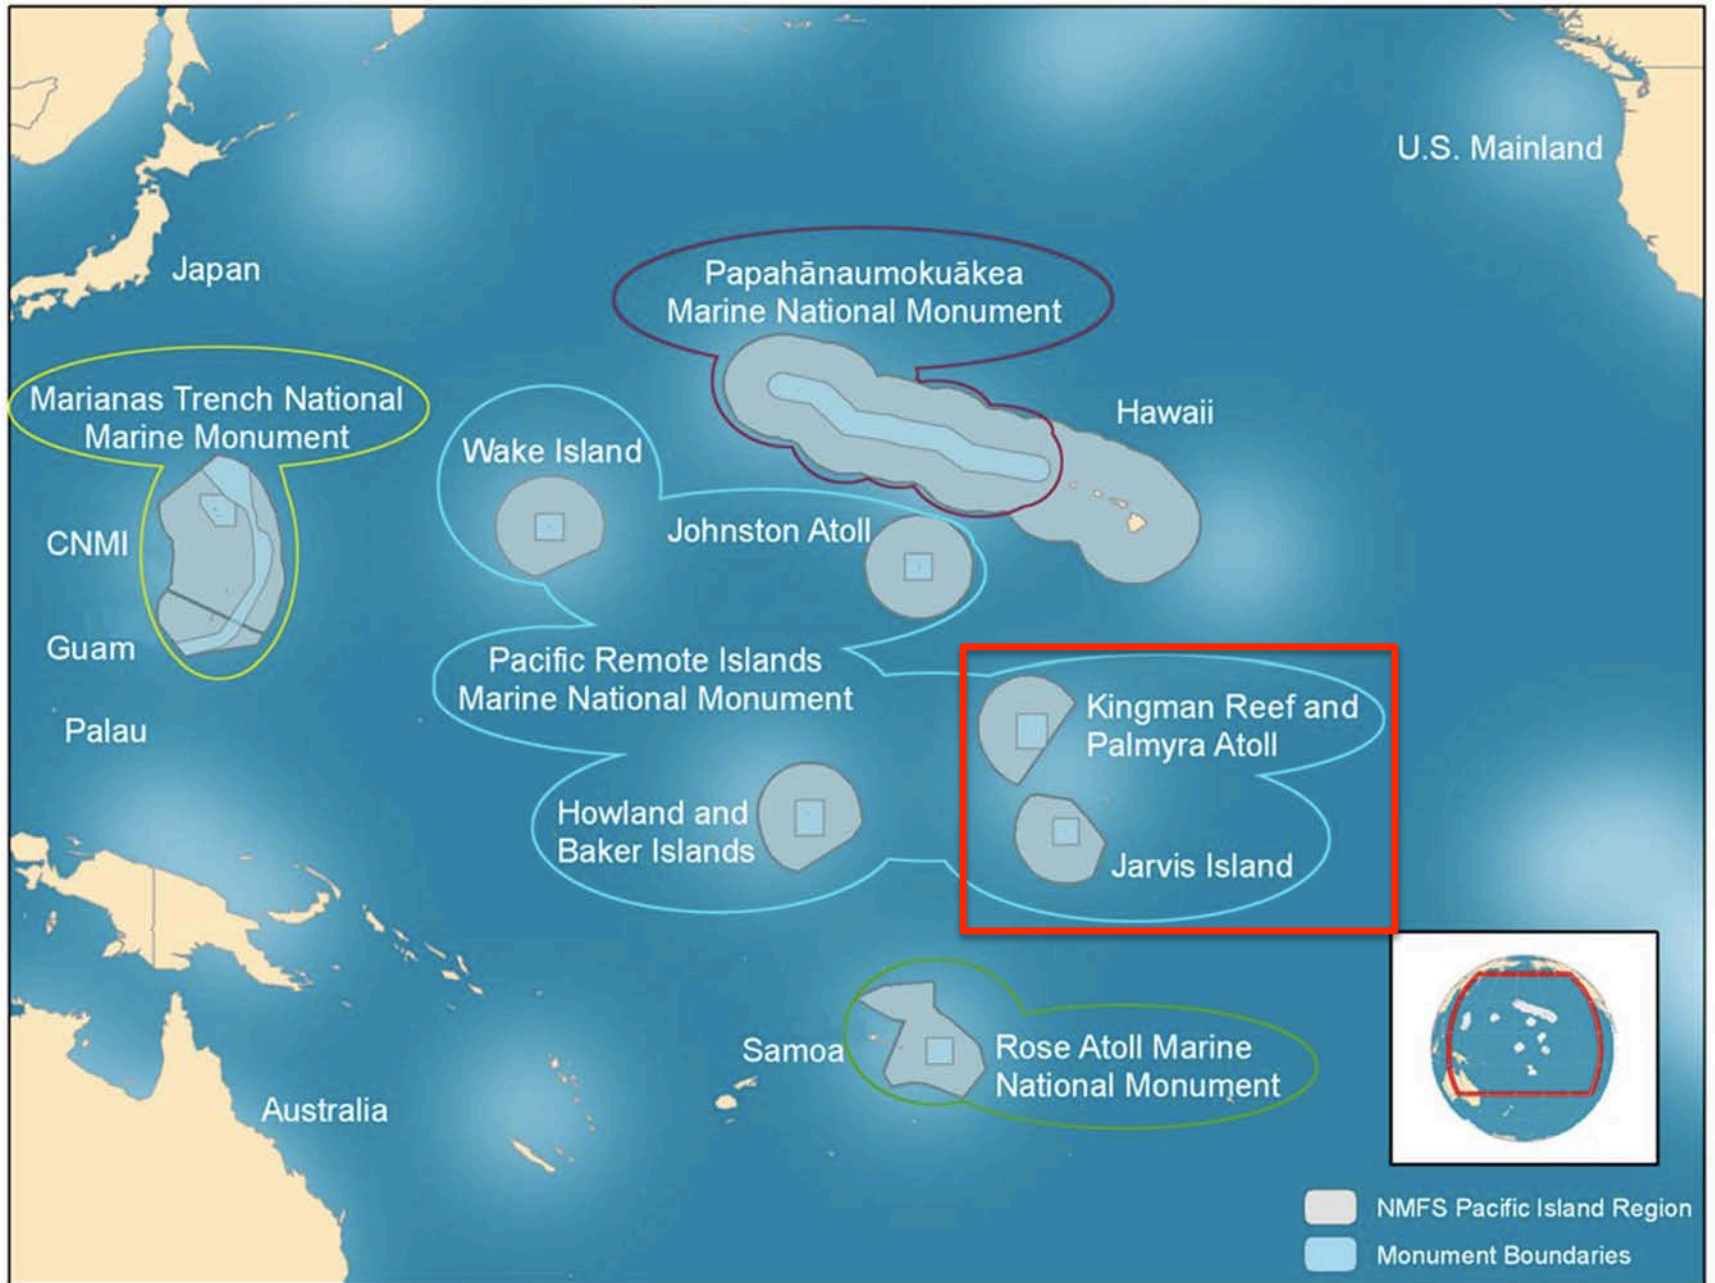 U.S. Mainland
Japan
Papahānaumokuākea
Marine National Monument
Marianas Trench National
Marine Monument
Hawaii
Wake Island
Johnston Atoll
CNMI
Guam
Pacific Remote Islands
Marine National Monument
Kingman Reef and
Palmyra Atoll
Palau
Howland and
Baker Islands
Jarvis Island
Samoa
Rose Atoll Marine
National Monument
Australia
NMFS Pacific Island Region
Monument Boundaries